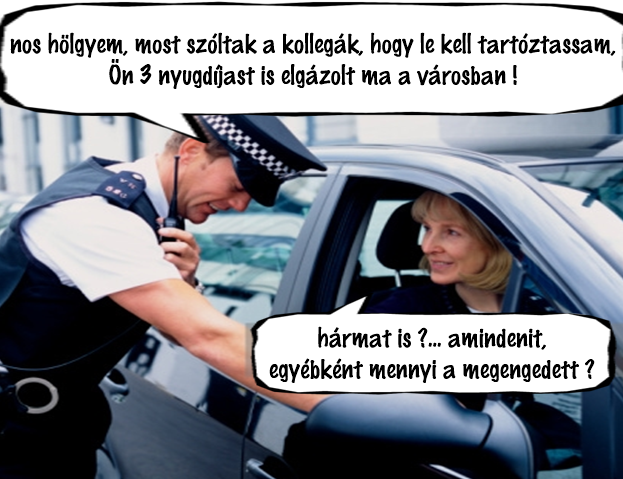 nos hölgyem, most szóltak a kollegák, hogy le kell tartóztassam,
Ön 3 nyugdíjast is elgázolt ma a városban !
hármat is ?... amindenit,
egyébként mennyi a megengedett ?